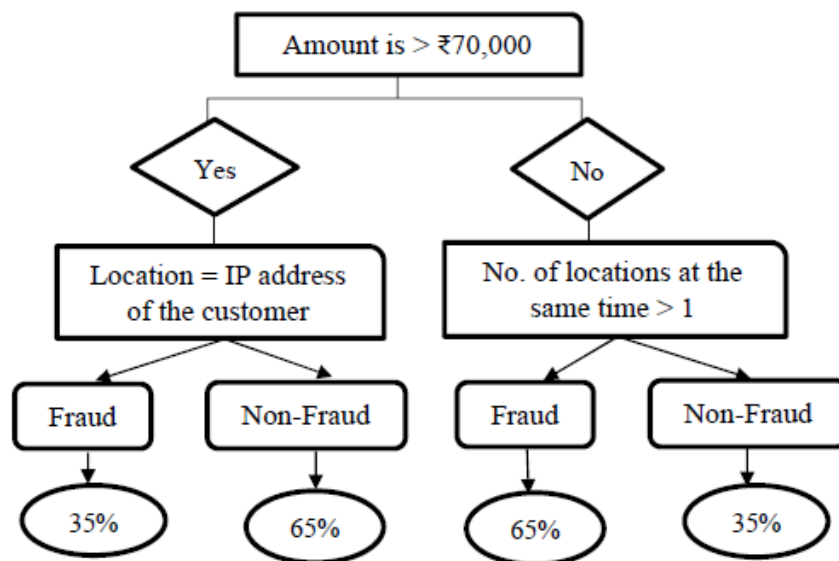 Amount is > ₹70,000
Yes
No
Location = IP address
of the customer
No. of locations at the
same time > 1
Fraud
Non-Fraud
Fraud
Non-Fraud
35%
65%
65%
35%